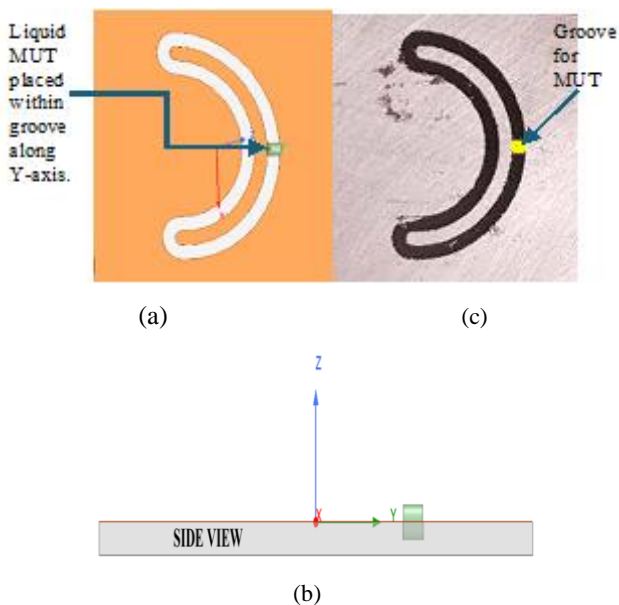 Liquid
MUT
placed
within
groove
along
Y-axis.
Groove
for
MUT
(a)
(c)
Z
X
Y
SIDE VIEW
(b)